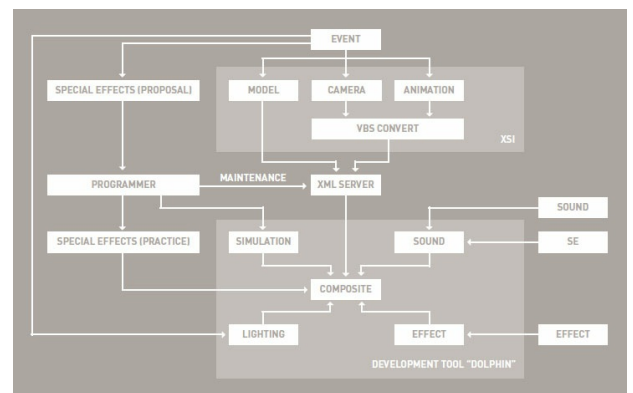 EVENT
SPECIAL EFFECTS (PROPOSAL)
MODEL
CAMERA
ANIMATION
VBS CONVERT
XSI
MAINTENANCE
PROGRAMMER
XML SERVER
SOUND
SPECIAL EFFECTS (PRACTICE)
SIMULATION
SOUND
SE
COMPOSITE
LIGHTING
EFFECT
EFFECT
DEVELOPMENT TOOL "DOLPHIN"